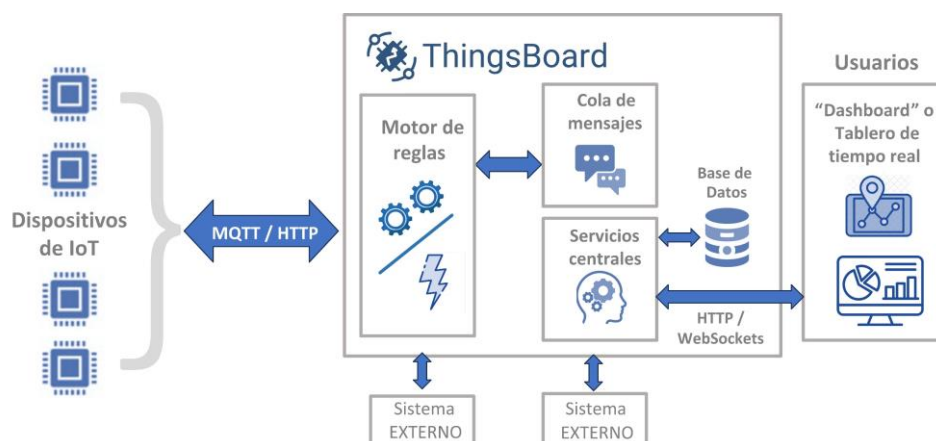 Dispositivos
de IoT
MQTT / HTTP
ThingsBoard
Motor de
reglas
Cola de
mensajes
Servicios
centrales
Base de
Datos
HTTP /
WebSockets
Usuarios
“Dashboard” o
Tablero de
tiempo real
Sistema
EXTERNO
Sistema
EXTERNO